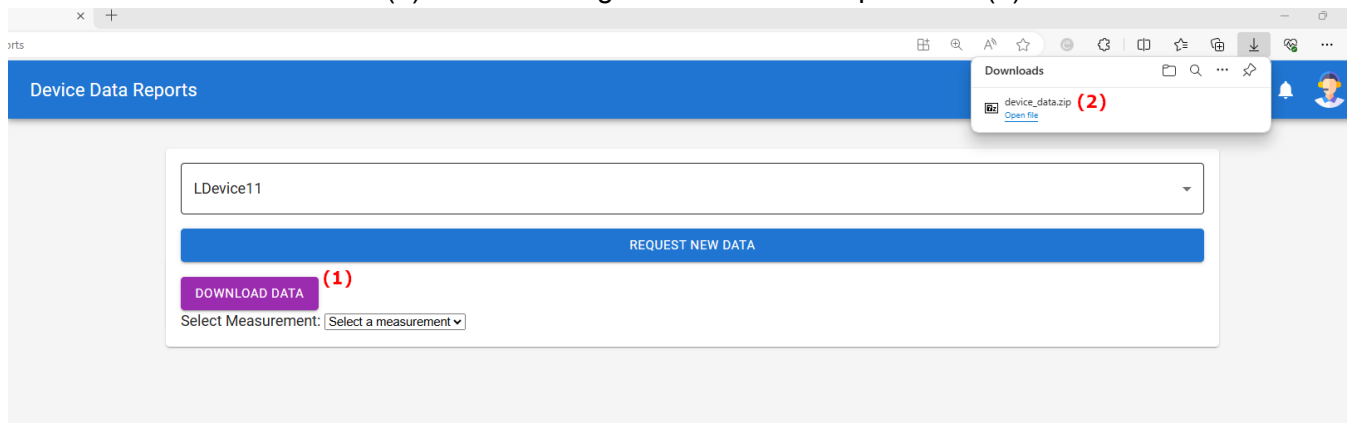 orts
Downloads
Device Data Reports
device_data.zip (2)
Open file
LDevice11
REQUEST NEW DATA
(1)
DOWNLOAD DATA
Select Measurement: Select a measurement